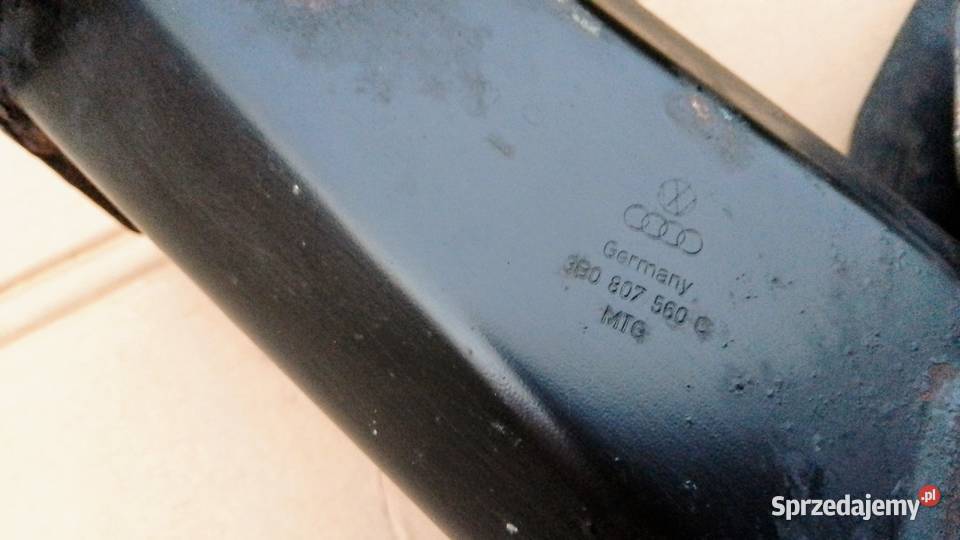 Germany
3B0 807 560 C
MTG
Sprzedajemy.pl